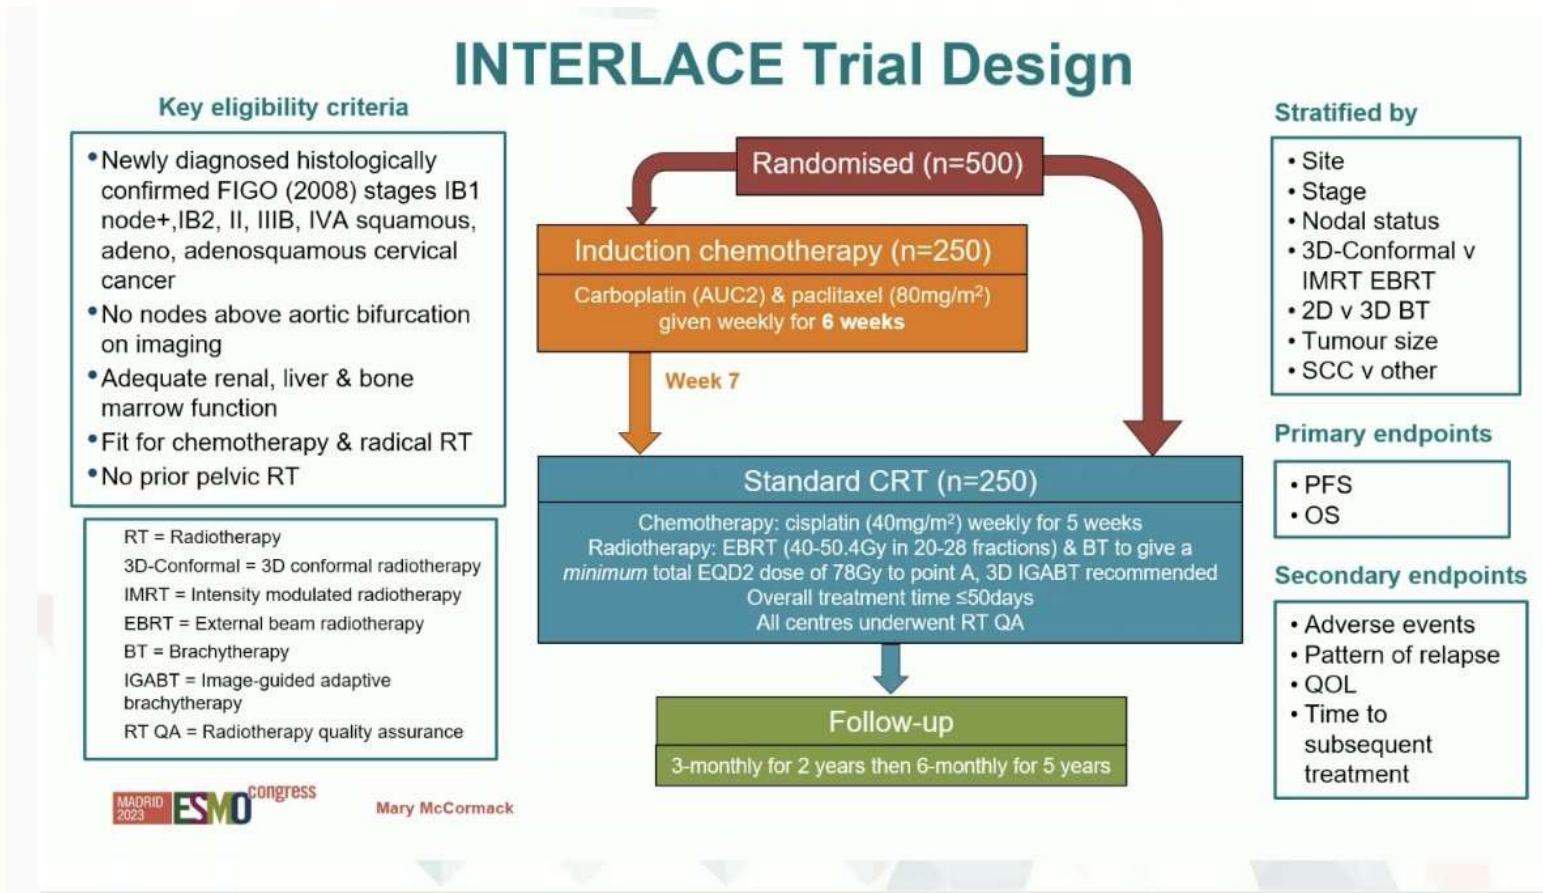 INTERLACE Trial Design
Key eligibility criteria
•Newly diagnosed histologically
confirmed FIGO (2008) stages IB1
node+,IB2, II, IIIB, IVA squamous,
adeno, adenosquamous cervical
cancer
•No nodes above aortic bifurcation
on imaging
•Adequate renal, liver & bone
marrow function
•Fit for chemotherapy & radical RT
•No prior pelvic RT
RT = Radiotherapy
3D-Conformal = 3D conformal radiotherapy
IMRT = Intensity modulated radiotherapy
EBRT = External beam radiotherapy
BT = Brachytherapy
IGABT = Image-guided adaptive
brachytherapy
RT QA = Radiotherapy quality assurance
MADRID
2023
ESMO congress
Mary McCormack
Randomised (n=500)
Induction chemotherapy (n=250)
Carboplatin (AUC2) & paclitaxel (80mg/m²)
given weekly for 6 weeks
Week 7
Standard CRT (n=250)
Chemotherapy: cisplatin (40mg/m²) weekly for 5 weeks
Radiotherapy: EBRT (40-50.4Gy in 20-28 fractions) & BT to give a
minimum total EQD2 dose of 78Gy to point A, 3D IGABT recommended
Overall treatment time ≤50days
All centres underwent RT QA
Follow-up
3-monthly for 2 years then 6-monthly for 5 years
Stratified by
• Site
• Stage
• Nodal status
• 3D-Conformal v
IMRT EBRT
• 2D v 3D BT
• Tumour size
• SCC v other
Primary endpoints
• PFS
• OS
Secondary endpoints
• Adverse events
• Pattern of relapse
• QOL
• Time to
subsequent
treatment